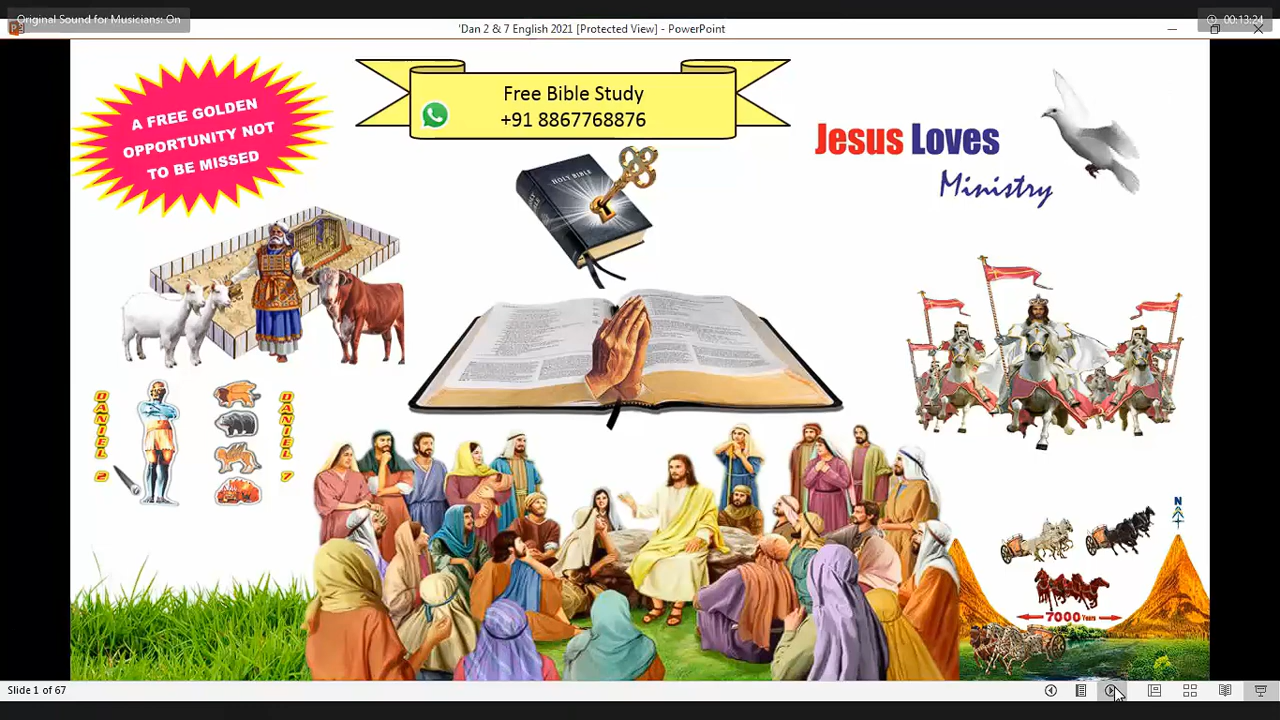 Original Sound for Musicians: On
00:13:24
'Dan 2 & 7 English 2021 [Protected View] - PowerPoint
A FREE GOLDEN
OPPORTUNITY NOT
TO BE MISSED
Free Bible Study
+91 8867768876
Jesus Loves
Ministry
HOLY BIBLE
DANIEL 2
DANIEL 7
N
7000 Years
Slide 1 of 67